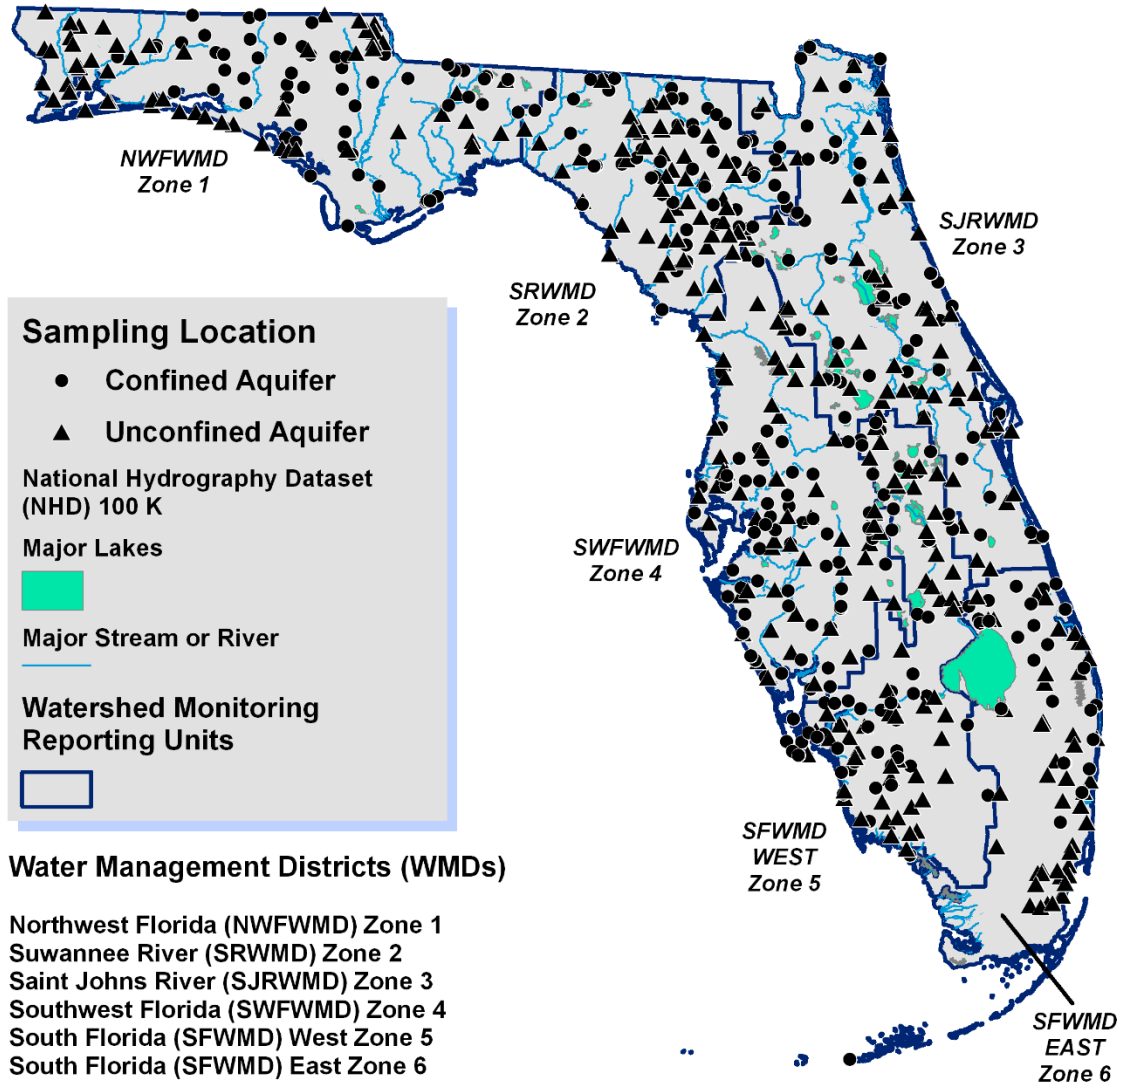 NWFWMD
Zone 1
SJRWMD
Zone 3
SRWMD
Zone 2
Sampling Location
Confined Aquifer
Unconfined Aquifer
National Hydrography Dataset
(NHD) 100 K
Major Lakes
Major Stream or River
Watershed Monitoring
Reporting Units
SWFWMD
Zone 4
SFWMD
WEST
Zone 5
Water Management Districts (WMDs)
Northwest Florida (NWFWMD) Zone 1
Suwannee River (SRWMD) Zone 2
Saint Johns River (SJRWMD) Zone 3
Southwest Florida (SWFWMD) Zone 4
South Florida (SFWMD) West Zone 5
South Florida (SFWMD) East Zone 6
SFWMD
EAST
Zone 6